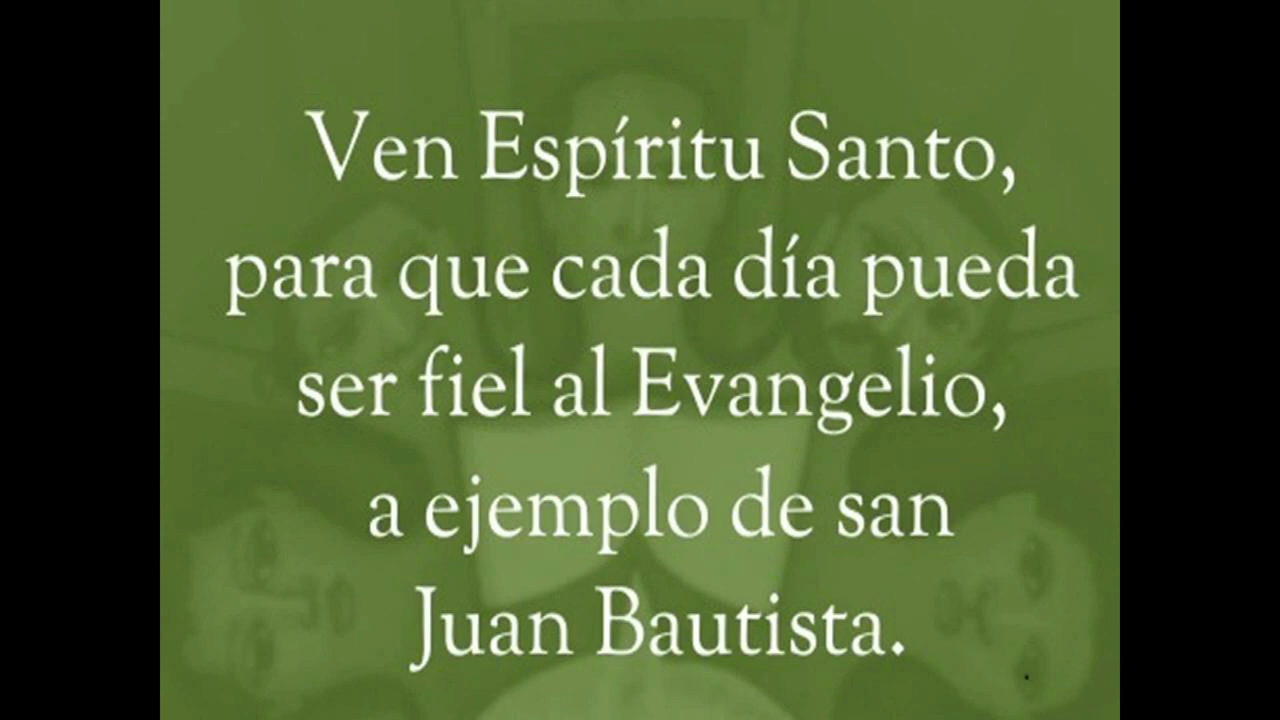 Ven Espíritu Santo,
para que cada día pueda
ser fiel al Evangelio,
a ejemplo de san
Juan Bautista.